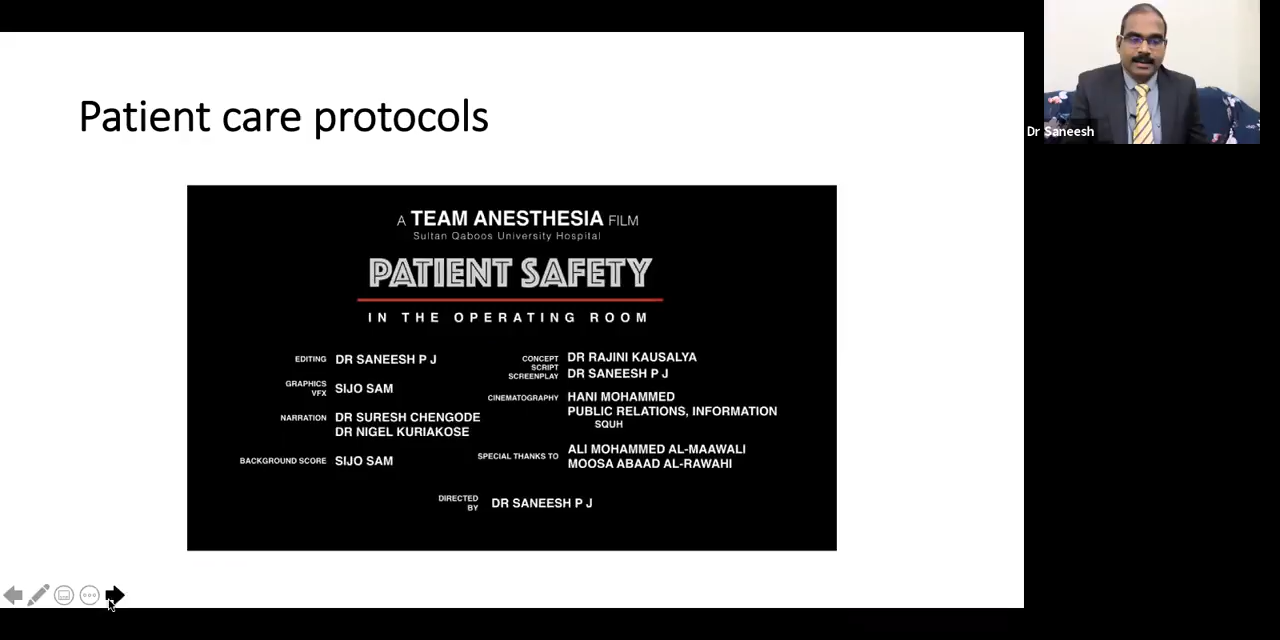 Patient care protocols
A TEAM ANESTHESIA FILM
Sultan Qaboos University Hospital
PATIENT SAFETY
IN THE OPERATING ROOM
EDITING DR SANEESH P J
GRAPHICS
VFX
SIJO SAM
NARRATION DR SURESH CHENGODE
DR NIGEL KURIAKOSE
BACKGROUND SCORE SIJO SAM
CONCEPT
SCRIPT
SCREENPLAY
DR RAJINI KAUSALYA
DR SANEESH P J
CINEMATOGRAPHY HANI MOHAMMED
PUBLIC RELATIONS, INFORMATION
SQUH
SPECIAL THANKS TO ALI MOHAMMED AL-MAAWALI
MOOSA ABAAD AL-RAWAHI
DIRECTED
BY
DR SANEESH P J
Dr Saneesh